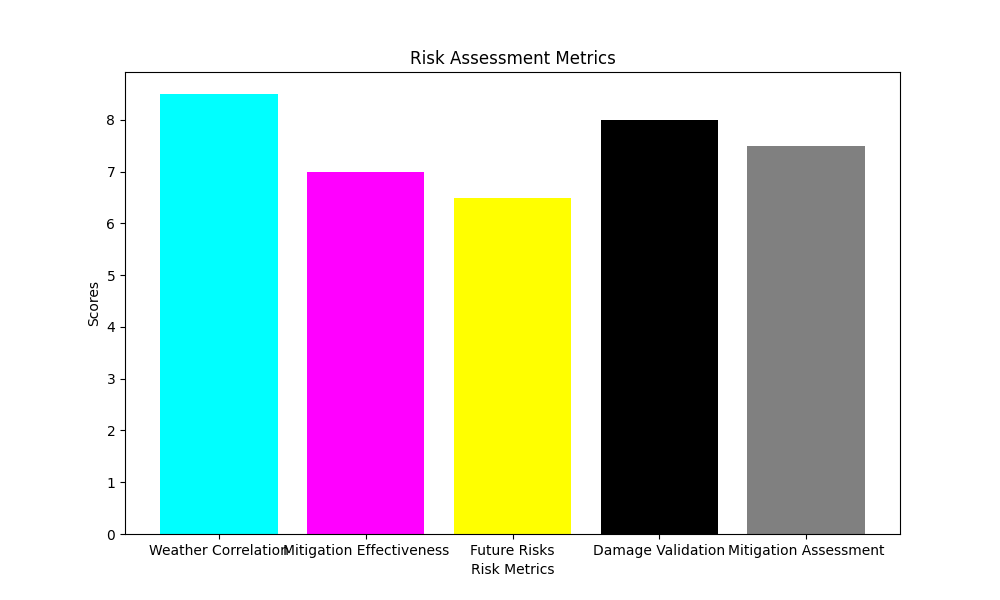 Risk Assessment Metrics
Scores
8
7
6
5
4
3
2
1
0
Weather Correlation Mitigation Effectiveness Future Risks Damage Validation Mitigation Assessment
Risk Metrics